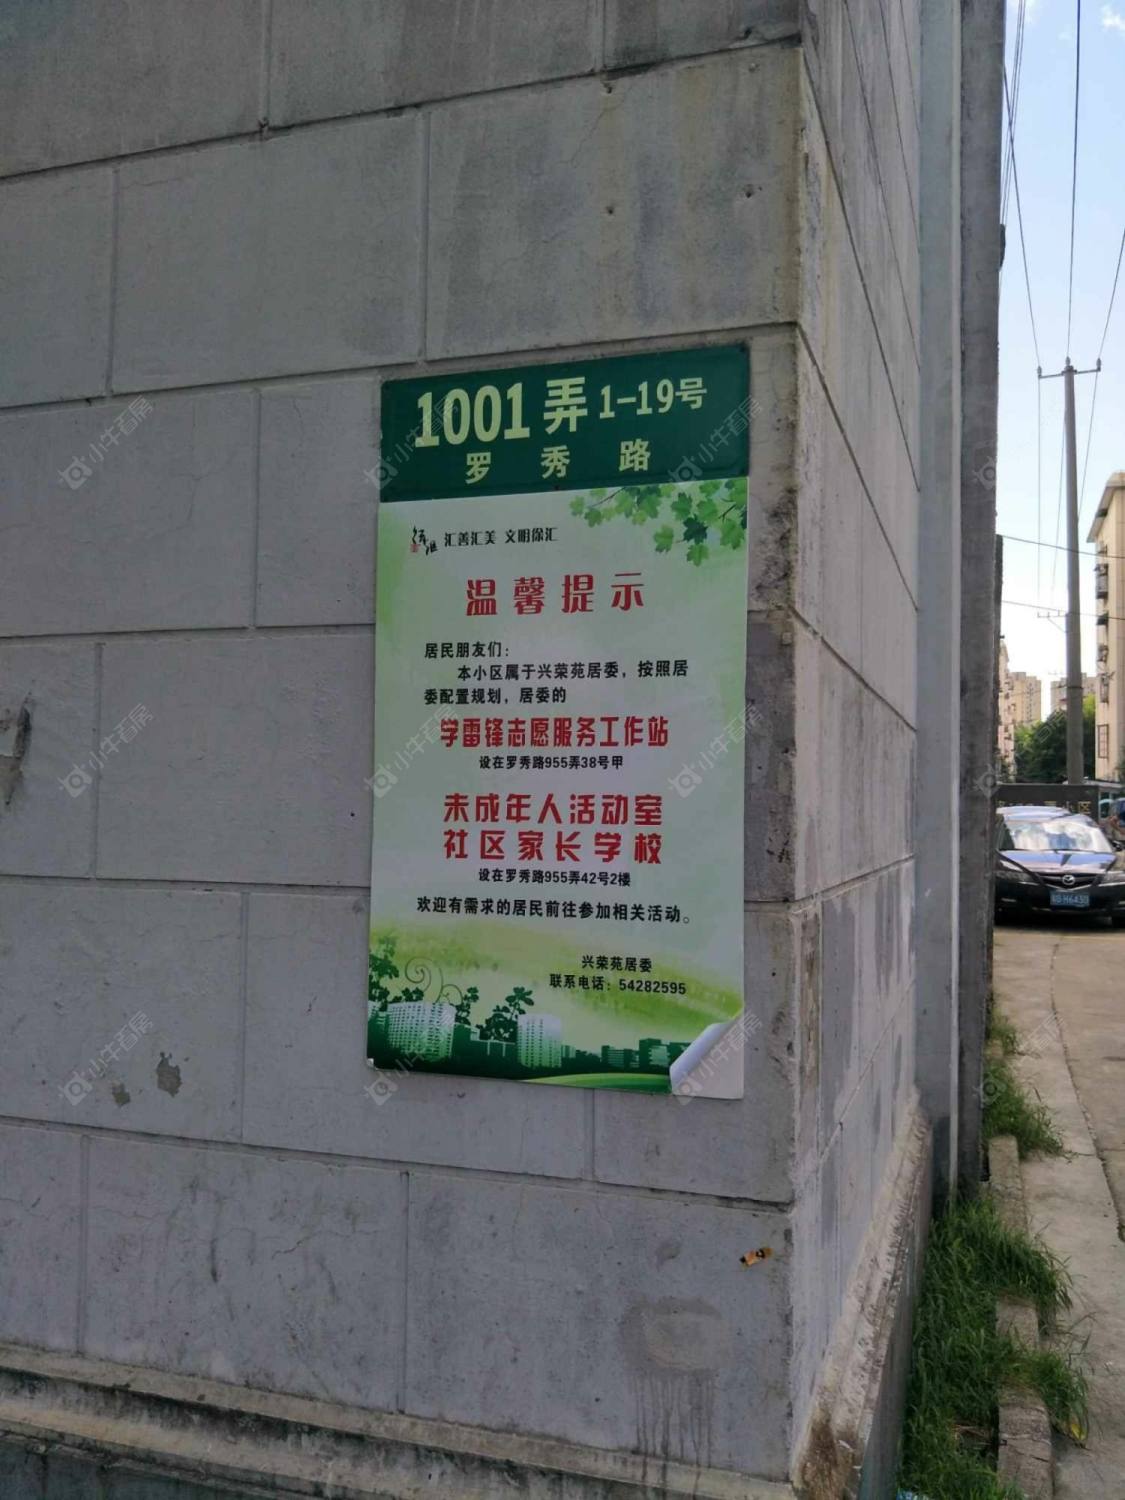 1001弄 1-19号
罗秀路
汇善汇美 文明徐汇
温馨提示
居民朋友们：
本小区属于兴荣苑居委，按照居
委配置规划，居委的
学雷锋志愿服务工作站
设在罗秀路955弄38号甲
未成年人活动室
社区家长学校
设在罗秀路955弄42号2楼
欢迎有需求的居民前往参加相关活动。
兴荣苑居委
联系电话：54282595
小牛看房